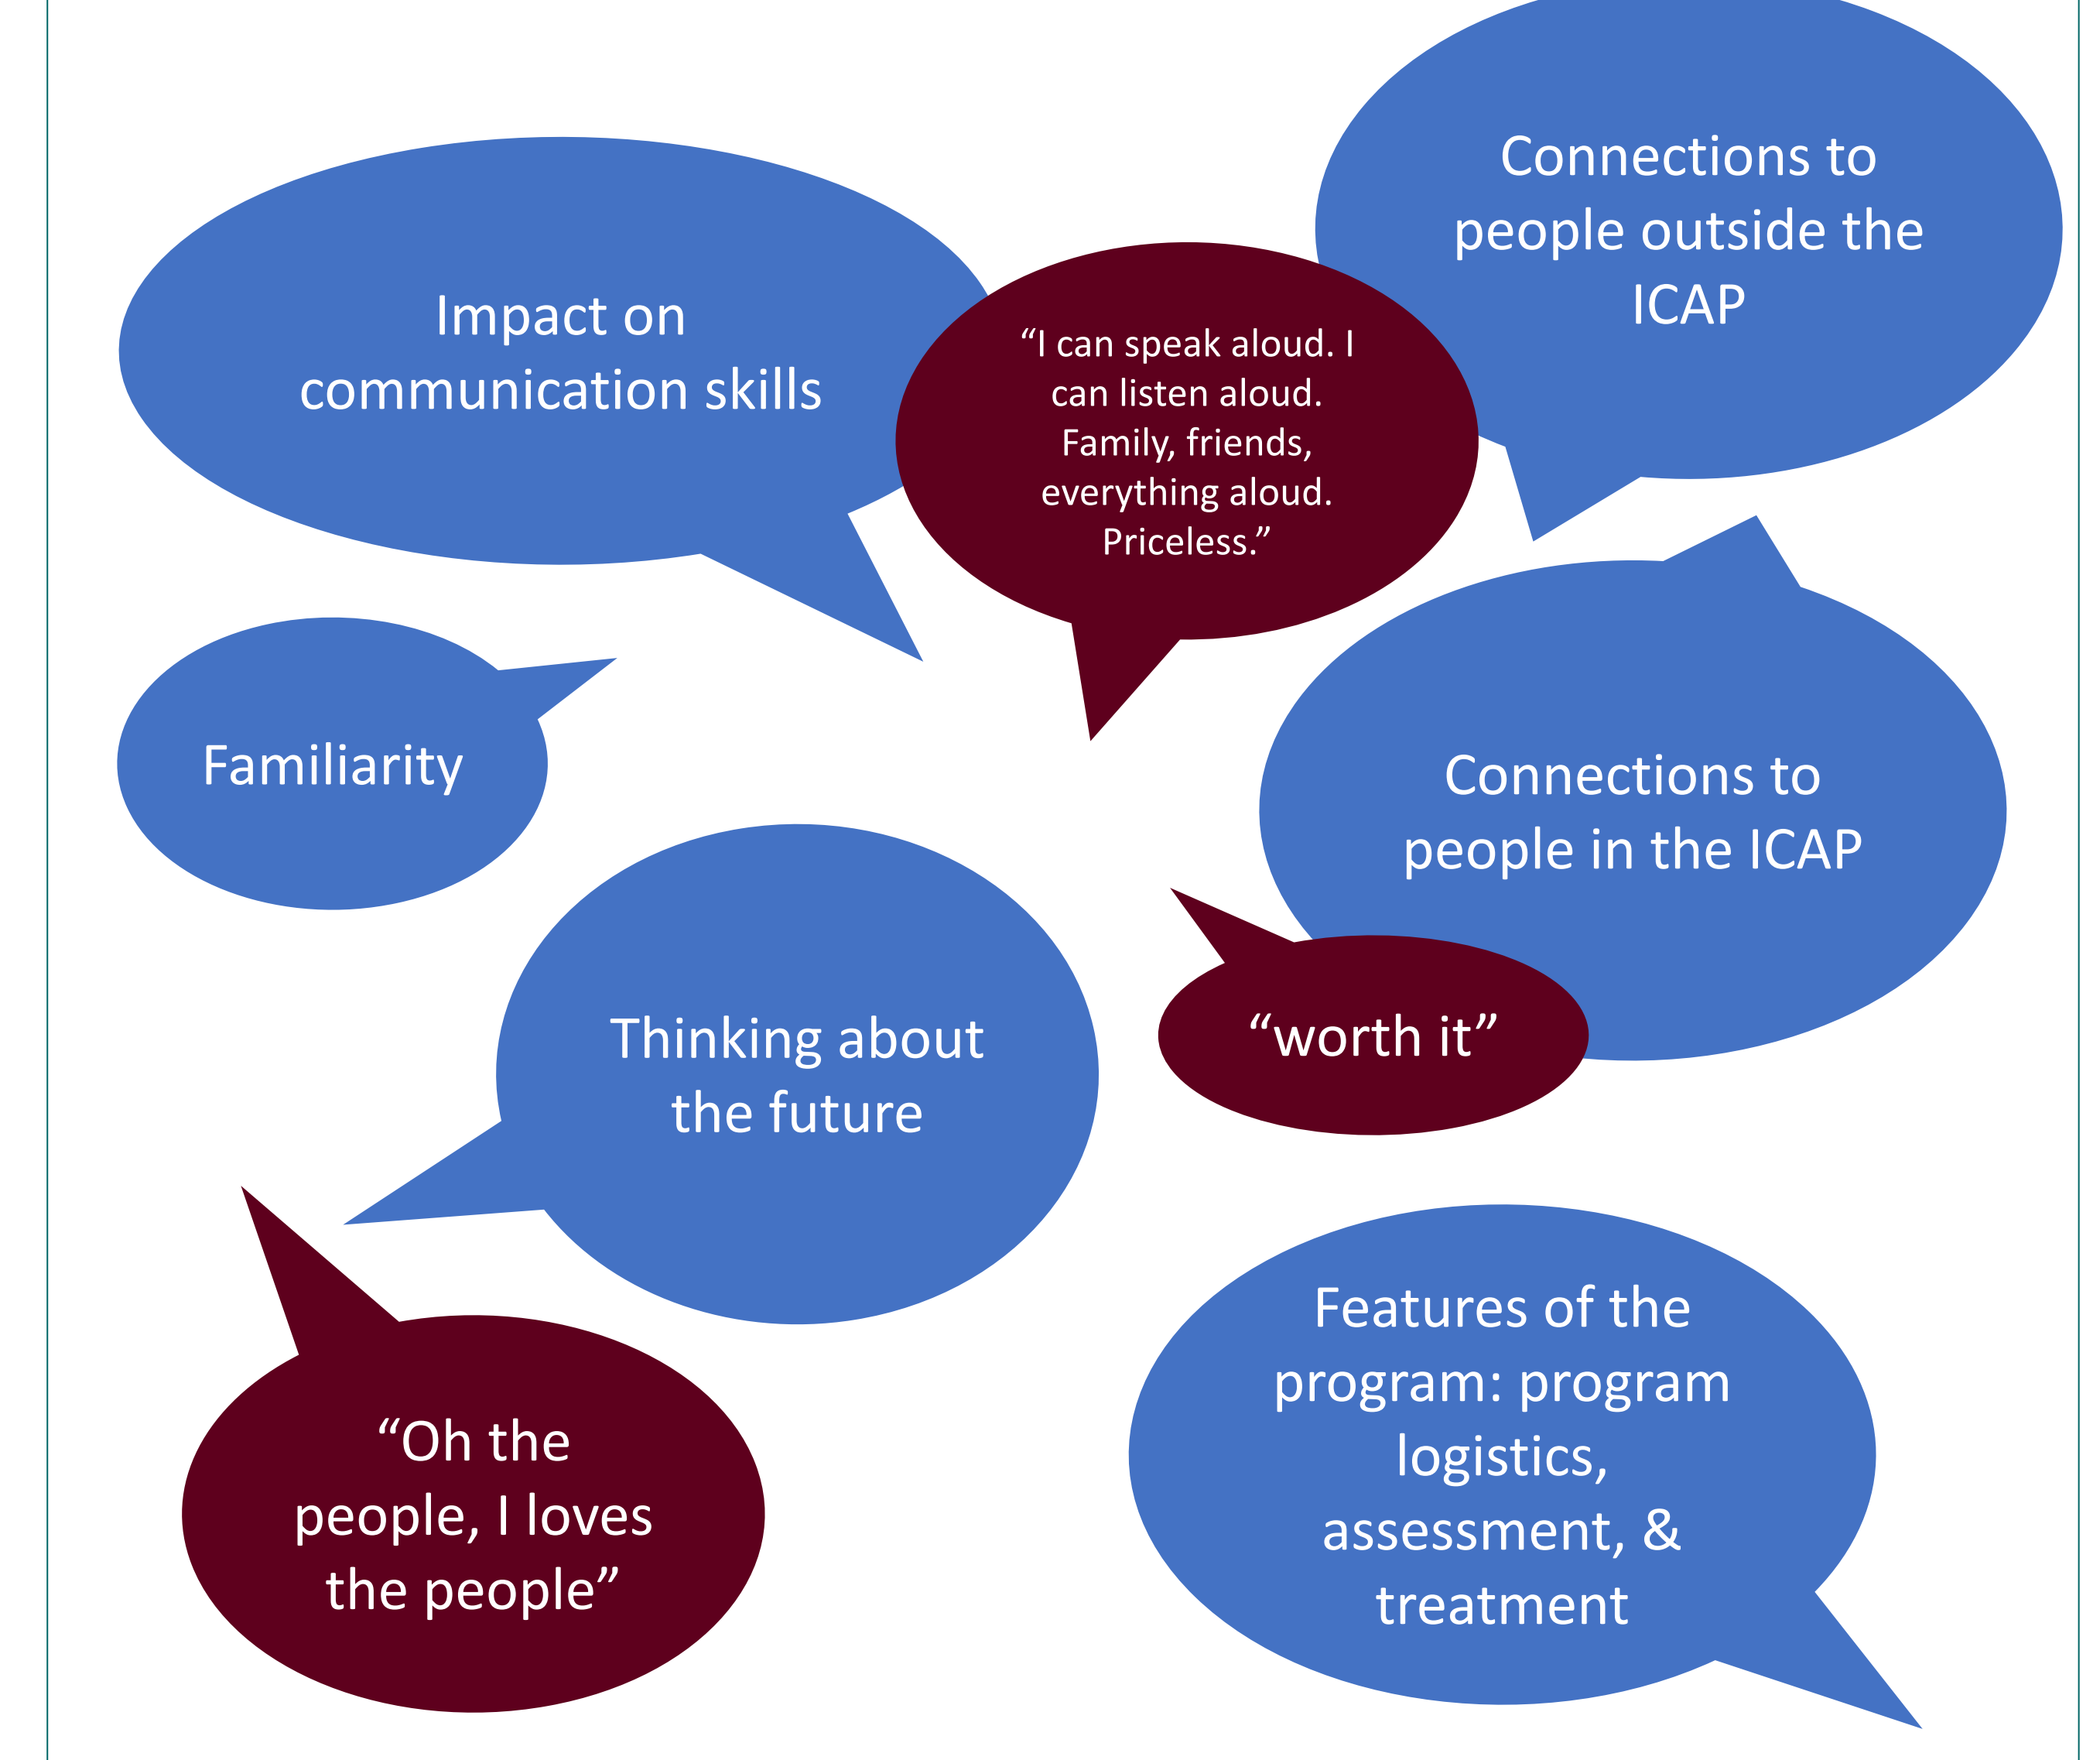 Connections to
people outside the
ICAP
Impact on
communication skills
“I can speak aloud. I
can listen aloud.
Family, friends,
everything aloud.
Priceless.”
Familiarity
Connections to
people in the ICAP
Thinking about
the future
“worth it”
Features of the
program: program
logistics,
assessment, &
treatment
“Oh the
people, I loves
the people”